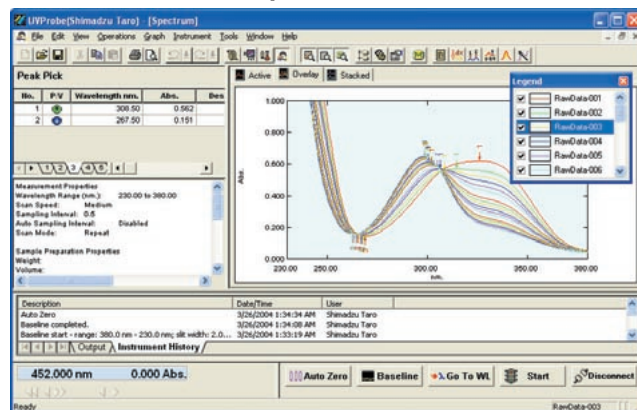 UVProbe(Shimadzu Taro) - [Spectrum]
File Edit View Operations Graph Instrument Tools Window Help
Peak Pick
No. P/V Wavelength nm. Abs. Des
1 308.50 0.562
2 267.50 0.151
1 2 3 4 5
Measurement Properties
Wavelength Range (nm.): 230.00 to 380.00
Scan Speed: Medium
Sampling Interval: 0.5
Auto Sampling Interval: Disabled
Scan Mode: Repeat
Sample Preparation Properties
Weight:
Volume:
Active Overlay Stacked
1.000
0.800
0.600
0.400
0.200
0.000
Abs.
230.00 250.00 300.00 350.00 380.00
nm.
Legend
RawData-001
RawData-002
RawData-003
RawData-004
RawData-005
RawData-006
Description Date/Time User
Auto Zero 3/26/2004 1:34:34 AM Shimadzu Taro
Baseline completed. 3/26/2004 1:34:08 AM Shimadzu Taro
Baseline start - range: 380.0 nm - 230.0 nm; slit width: 2.0... 3/26/2004 1:33:19 AM Shimadzu Taro
Output Instrument History
452.000 nm 0.000 Abs. Auto Zero Baseline Go To WL Start Disconnect
Ready RawData-003